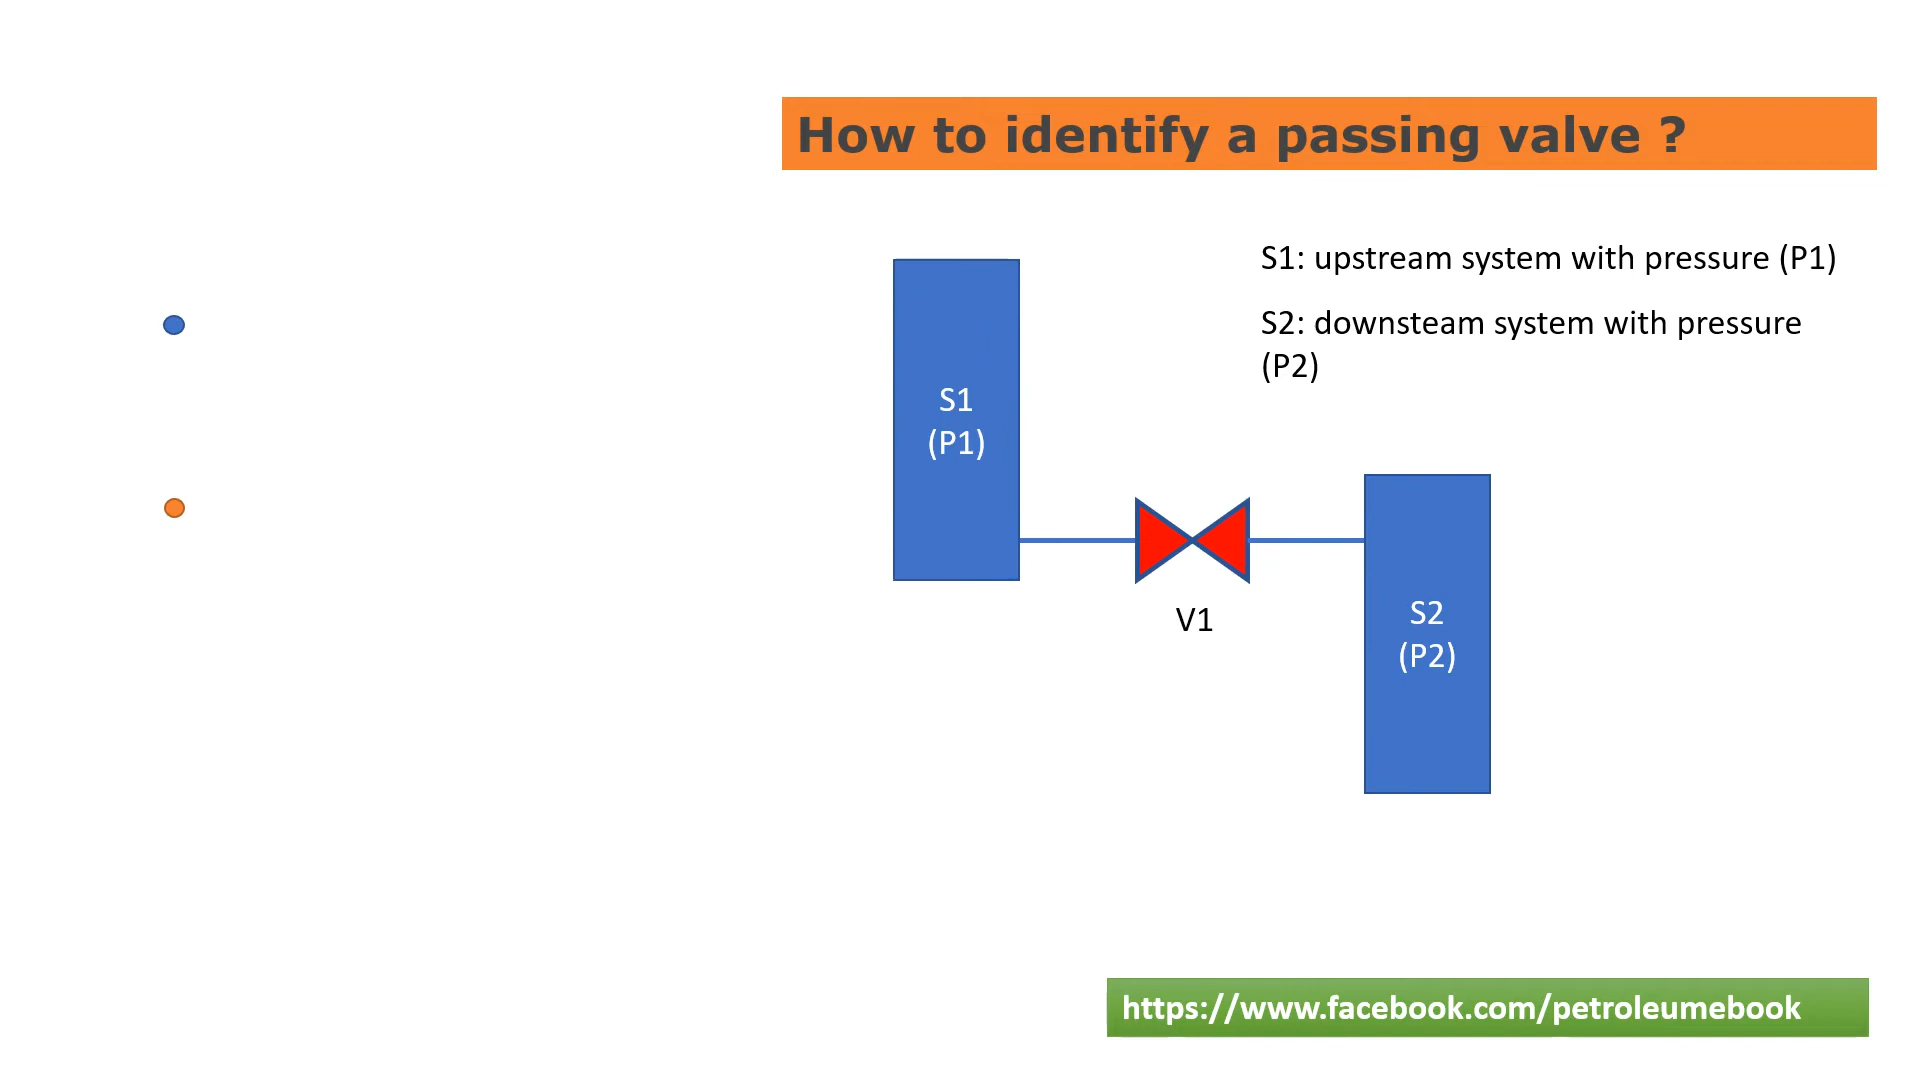 How to identify a passing valve ?
S1: upstream system with pressure (P1)
S2: downsteam system with pressure
(P2)
S1
(P1)
V1
S2
(P2)
https://www.facebook.com/petroleumebook